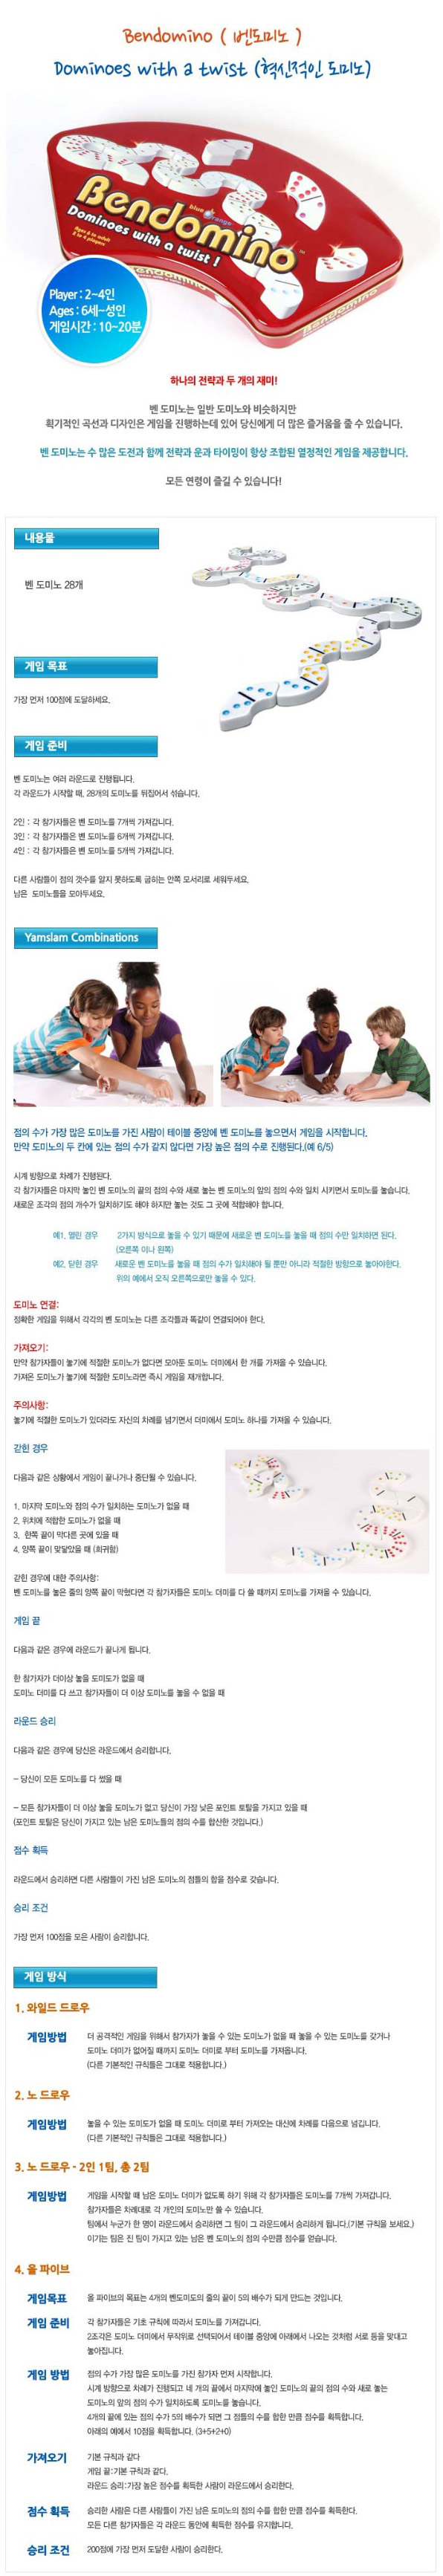 Bendomino ( 벤도미노 )
Dominoes with a twist (혁신적인 도미노)
blue orange
Bendomino
Dominoes with a twist !
Ages 6 to adult
2 to 4 players
Player : 2~4인
Ages : 6세~성인
게임시간 : 10~20분
하나의 전략과 두 개의 재미!
벤 도미노는 일반 도미노와 비슷하지만
획기적인 곡선과 디자인은 게임을 진행하는데 있어 당신에게 더 많은 즐거움을 줄 수 있습니다.
벤 도미노는 수 많은 도전과 함께 전략과 운과 타이밍이 항상 조합된 열정적인 게임을 제공합니다.
모든 연령이 즐길 수 있습니다!
내용물
벤 도미노 28개
게임 목표
가장 먼저 100점에 도달하세요.
게임 준비
벤 도미노는 여러 라운드로 진행됩니다.
각 라운드가 시작할 때, 28개의 도미노를 뒤집어서 섞습니다.
2인 : 각 참가자들은 벤 도미노를 7개씩 가져갑니다.
3인 : 각 참가자들은 벤 도미노를 6개씩 가져갑니다.
4인 : 각 참가자들은 벤 도미노를 5개씩 가져갑니다.
다른 사람들이 점의 갯수를 알지 못하도록 굽히는 안쪽 모서리로 세워두세요.
남은 도미노들을 모아두세요.
Yamslam Combinations
점의 수가 가장 많은 도미노를 가진 사람이 테이블 중앙에 벤 도미노를 놓으면서 게임을 시작합니다.
만약 도미노의 두 칸에 있는 점의 수가 같지 않다면 가장 높은 점의 수로 진행된다.(예 6/5)
시계 방향으로 차례가 진행된다.
각 참가자들은 마지막 놓인 벤 도미노의 끝의 점의 수와 새로 놓는 벤 도미노의 앞의 점의 수와 일치 시키면서 도미노를 놓습니다.
새로운 조각의 점의 개수가 일치하기도 해야 하지만 놓는 것도 그 곳에 적합해야 합니다.
예1. 열린 경우 2가지 방식으로 놓을 수 있기 때문에 새로운 벤 도미노를 놓을 때 점의 수만 일치하면 된다.
(오른쪽 이나 왼쪽)
예2. 닫힌 경우 새로운 벤 도미노를 놓을 때 점의 수가 일치해야 될 뿐만 아니라 적절한 방향으로 놓아야한다.
위의 예에서 오직 오른쪽으로만 놓을 수 있다.
도미노 연결:
정확한 게임을 위해서 각각의 벤 도미노는 다른 조각들과 똑같이 연결되어야 한다.
가져오기:
만약 참가자들이 놓기에 적절한 도미노가 없다면 모아둔 도미노 더미에서 한 개를 가져올 수 있습니다.
가져온 도미노가 놓기에 적절한 도미노라면 즉시 게임을 재개합니다.
주의사항:
놓기에 적절한 도미노가 있더라도 자신의 차례를 넘기면서 더미에서 도미노 하나를 가져올 수 있습니다.
갇힌 경우
다음과 같은 상황에서 게임이 끝나거나 중단될 수 있습니다.
1. 마지막 도미노와 점의 수가 일치하는 도미노가 없을 때
2. 위치에 적합한 도미노가 없을 때
3. 한쪽 끝이 막다른 곳에 있을 때
4. 양쪽 끝이 맞닿았을 때 (희귀함)
갇힌 경우에 대한 주의사항:
벤 도미노를 놓은 줄의 양쪽 끝이 막혔다면 각 참가자들은 도미노 더미를 다 쓸 때까지 도미노를 가져올 수 있습니다.
게임 끝
다음과 같은 경우에 라운드가 끝나게 됩니다.
한 참가자가 더이상 놓을 도미도가 없을 때
도미노 더미를 다 쓰고 참가자들이 더 이상 도미노를 놓을 수 없을 때
라운드 승리
다음과 같은 경우에 당신은 라운드에서 승리합니다.
- 당신이 모든 도미노를 다 썼을 때
- 모든 참가자들이 더 이상 놓을 도미노가 없고 당신이 가장 낮은 포인트 토탈을 가지고 있을 때
(포인트 토탈은 당신이 가지고 있는 남은 도미노들의 점의 수를 합산한 것입니다.)
점수 획득
라운드에서 승리하면 다른 사람들이 가진 남은 도미노의 점들의 합을 점수로 갖습니다.
승리 조건
가장 먼저 100점을 모은 사람이 승리합니다.
게임 방식
1. 와일드 드로우
게임방법 더 공격적인 게임을 위해서 참가자가 놓을 수 있는 도미노가 없을 때 놓을 수 있는 도미노를 갖거나
도미노 더미가 없어질 때까지 도미노 더미로 부터 도미노를 가져옵니다.
(다른 기본적인 규칙들은 그대로 적용합니다.)
2. 노 드로우
게임방법 놓을 수 있는 도미도가 없을 때 도미노 더미로 부터 가져오는 대신에 차례를 다음으로 넘깁니다.
(다른 기본적인 규칙들은 그대로 적용합니다.)
3. 노 드로우 - 2인 1팀, 총 2팀
게임방법 게임을 시작할 때 남은 도미노 더미가 없도록 하기 위해 각 참가자들은 도미노를 7개씩 가져갑니다.
참가자들은 차례대로 각 개인의 도미노만 쓸 수 있습니다.
팀에서 누군가 한 명이 라운드에서 승리하면 그 팀이 그 라운드에서 승리하게 됩니다.(기본 규칙을 보세요.)
이기는 팀은 진 팀이 가지고 있는 남은 벤 도미노의 점의 수만큼 점수를 얻습니다.
4. 올 파이브
게임목표 올 파이브의 목표는 4개의 벤도미도의 줄의 끝이 5의 배수가 되게 만드는 것입니다.
게임 준비 각 참가자들은 기초 규칙에 따라서 도미노를 가져갑니다.
2조각은 도미노 더미에서 무작위로 선택되어서 테이블 중앙에 아래에서 나오는 것처럼 서로 등을 맞대고
놓아집니다.
게임 방법 점의 수가 가장 많은 도미노를 가진 참가자 먼저 시작합니다.
시계 방향으로 차례가 진행되고 네 개의 끝에서 마지막에 놓인 도미노의 끝의 점의 수와 새로 놓는
도미노의 앞의 점의 수가 일치하도록 도미노를 놓습니다.
4개의 끝에 있는 점의 수가 5의 배수가 되면 그 점들의 수를 합한 만큼 점수를 획득합니다.
아래의 예에서 10점을 획득합니다. (3+5+2+0)
가져오기 기본 규칙과 같다
게임 끝:기본 규칙과 같다.
라운드 승리:가장 높은 점수를 획득한 사람이 라운드에서 승리한다.
점수 획득 승리한 사람은 다른 사람들이 가진 남은 도미노의 점의 수를 합한 만큼 점수를 획득한다.
모든 다른 참가자들은 각 라운드 동안에 획득한 점수를 유지합니다.
승리 조건 200점에 가장 먼저 도달한 사람이 승리한다.